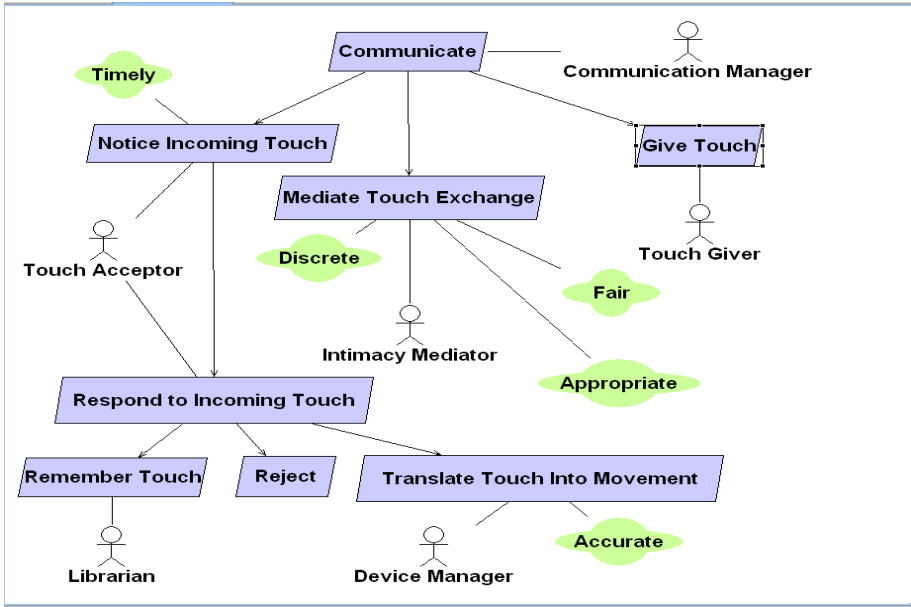 Communicate
Communication Manager
Timely
Notice Incoming Touch
Give Touch
Mediate Touch Exchange
Touch Acceptor
Discrete
Touch Giver
Fair
Intimacy Mediator
Appropriate
Respond to Incoming Touch
Remember Touch
Reject
Translate Touch Into Movement
Accurate
Librarian
Device Manager